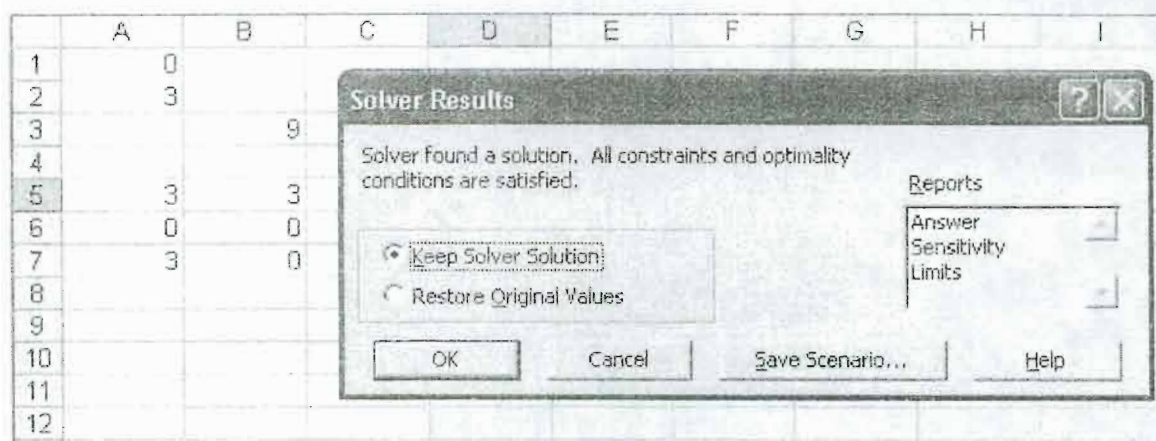 A B C D E F G H I
1 0
2 3
3 9
4
5 3 3
6 0 0
7 3 0
8
9
10
11
12
Solver Results
Solver found a solution. All constraints and optimality
conditions are satisfied.
Reports
Answer
Sensitivity
Limits
Keep Solver Solution
Restore Original Values
OK Cancel Save Scenario... Help